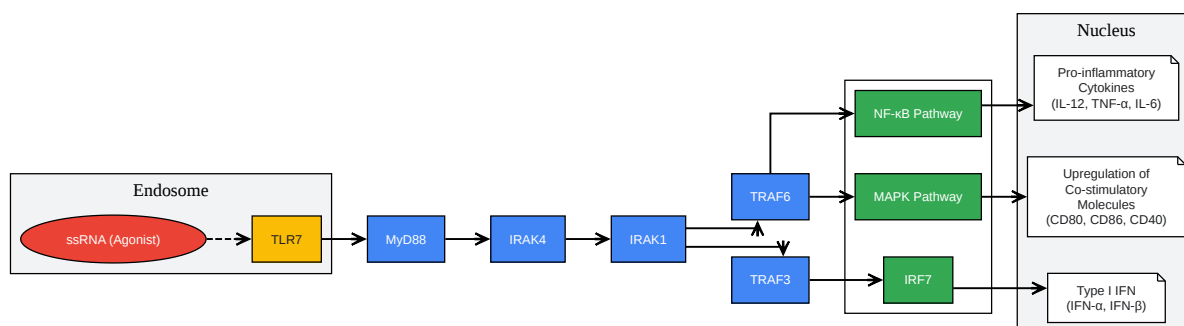 Nucleus
Pro-inflammatory
Cytokines
(IL-12, TNF-α, IL-6)
NF-κB Pathway
Endosome
ssRNA (Agonist)
TLR7
MyD88
IRAK4
IRAK1
TRAF6
MAPK Pathway
Upregulation of
Co-stimulatory
Molecules
(CD80, CD86, CD40)
TRAF3
IRF7
Type I IFN
(IFN-α, IFN-β)